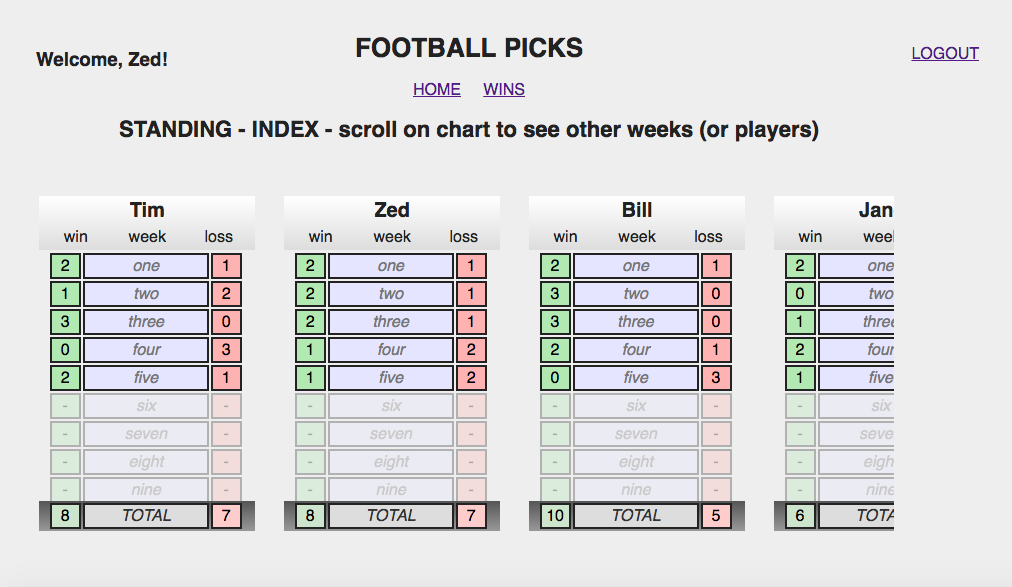 FOOTBALL PICKS
Welcome, Zed!
LOGOUT
HOME WINS
STANDING - INDEX - scroll on chart to see other weeks (or players)
Tim Zed Bill Jan
win week loss win week loss win week loss win week
2 one 1 2 one 1 2 one 1 2 one
1 two 2 2 two 1 3 two 0 0 two
3 three 0 2 three 1 3 three 0 1 three
0 four 3 1 four 2 2 four 1 2 four
2 five 1 1 five 2 0 five 3 1 five
- six - - six - - six - - six
- seven - - seven - - seven - - seve
- eight - - eight - - eight - - eigh
- nine - - nine - - nine - - nine
8 TOTAL 7 8 TOTAL 7 10 TOTAL 5 6 TOTA